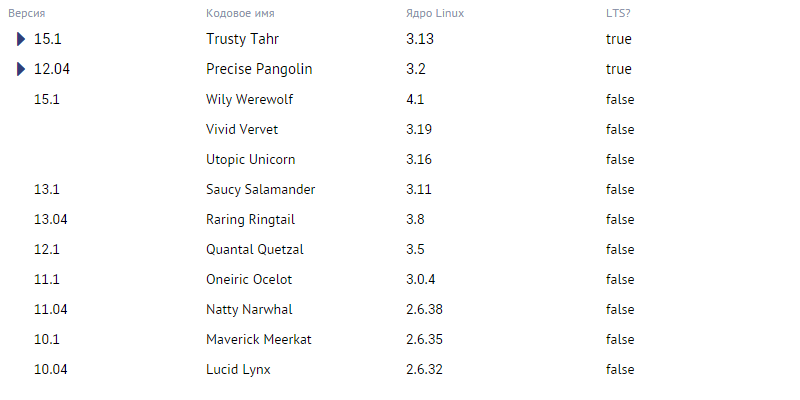 Версия Кодовое имя Ядро Linux LTS?
15.1 Trusty Tahr 3.13 true
12.04 Precise Pangolin 3.2 true
15.1 Wily Werewolf 4.1 false
Vivid Vervet 3.19 false
Utopic Unicorn 3.16 false
13.1 Saucy Salamander 3.11 false
13.04 Raring Ringtail 3.8 false
12.1 Quantal Quetzal 3.5 false
11.1 Oneiric Ocelot 3.0.4 false
11.04 Natty Narwhal 2.6.38 false
10.1 Maverick Meerkat 2.6.35 false
10.04 Lucid Lynx 2.6.32 false